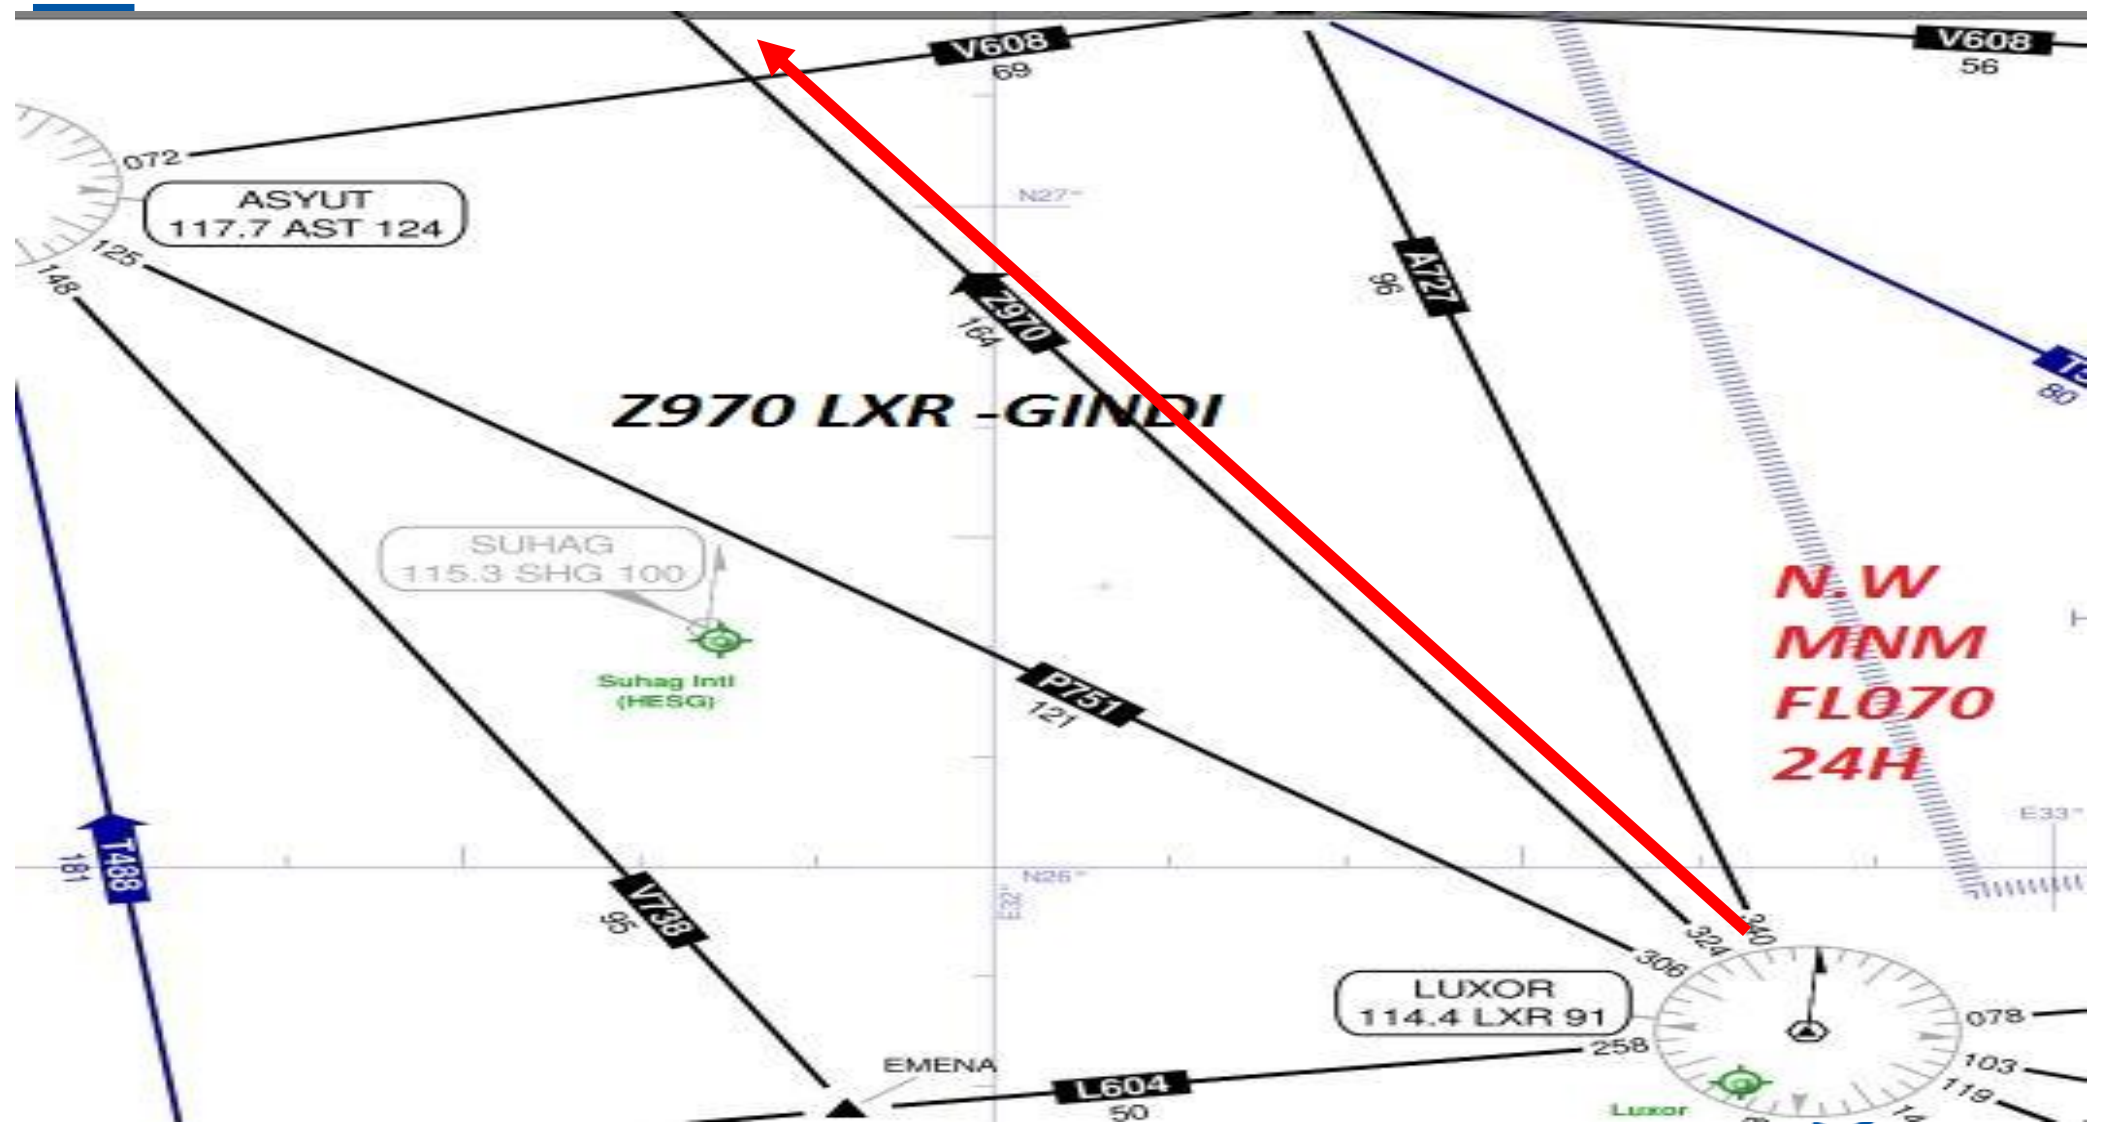 V608
69
V608
56
072
ASYUT
117.7 AST 124
125
148
N27°
A727
96
Z970
164
80
Z970 LXR -GINDI
SUHAG
115.3 SHG 100
Suhag Intl
(HESG)
N.W
MNM
FL070
24H
P751
121
E33°
T488
181
N26°
E32°
V738
95
324
340
306
LUXOR
114.4 LXR 91
258
078
103
119
EMENA
L604
50
Luxor